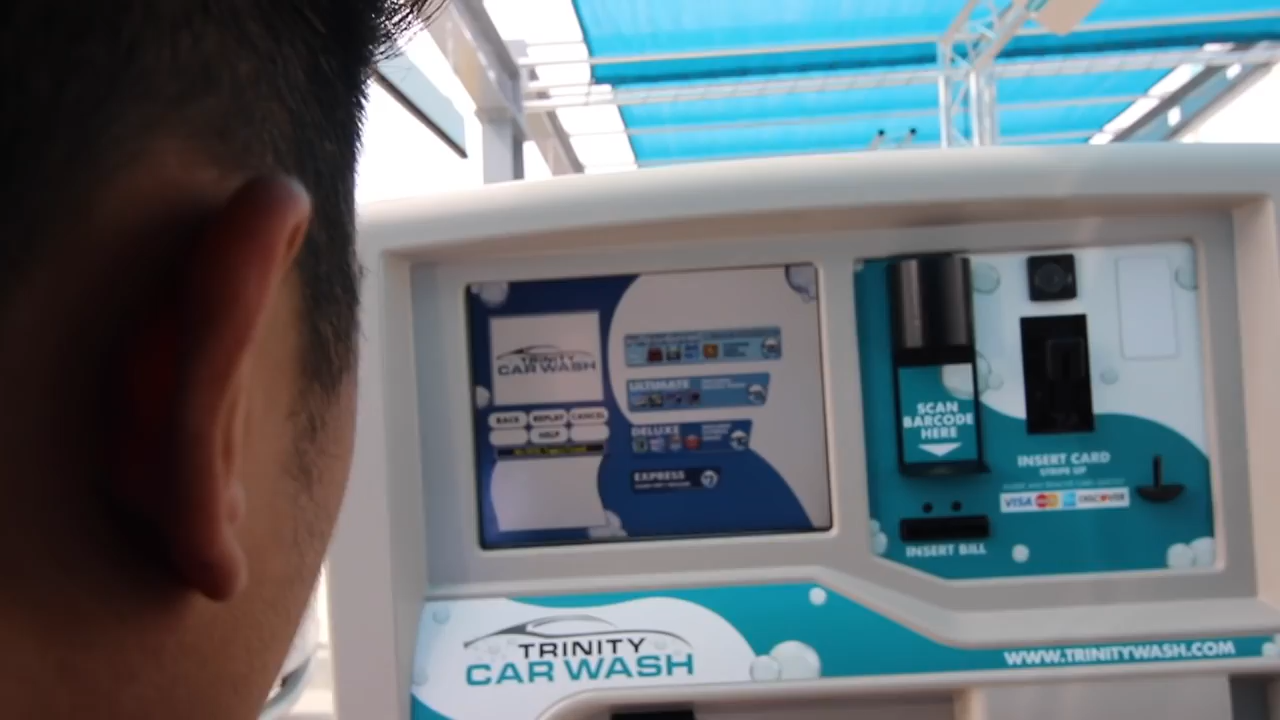 TRINITY
CAR WASH
BACK REPLAY CANCEL
HELP
ULTIMATE
DELUXE
EXPRESS
SCAN
BARCODE
HERE
INSERT CARD
STRIPE UP
VISA DISCOVER
INSERT BILL
TRINITY
CAR WASH
WWW.TRINITYWASH.COM